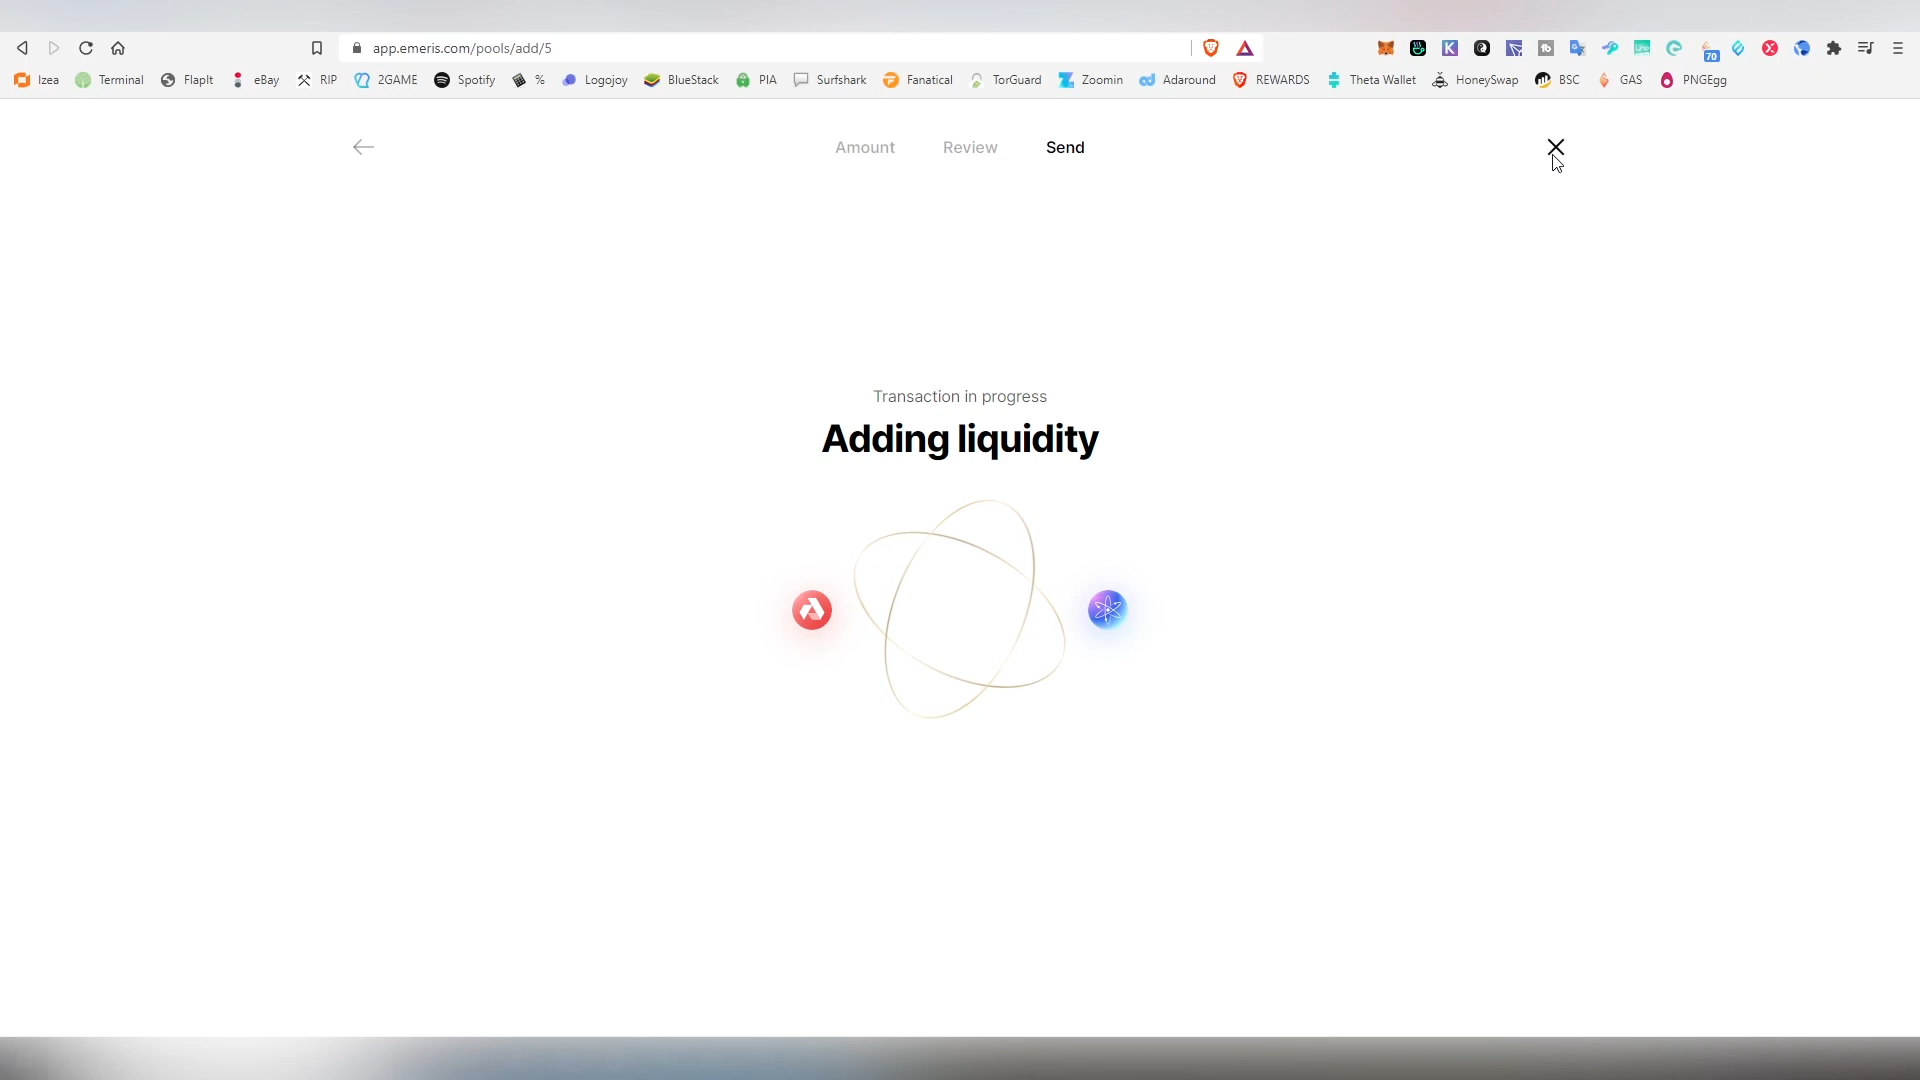 app.emeris.com/pools/add/5
70
Izea Terminal FlapIt eBay RIP 2GAME Spotify % Logojoy BlueStack PIA Surfshark Fanatical TorGuard Zoomin Adaround REWARDS Theta Wallet HoneySwap BSC GAS PNGEgg
Amount Review Send
Transaction in progress
Adding liquidity